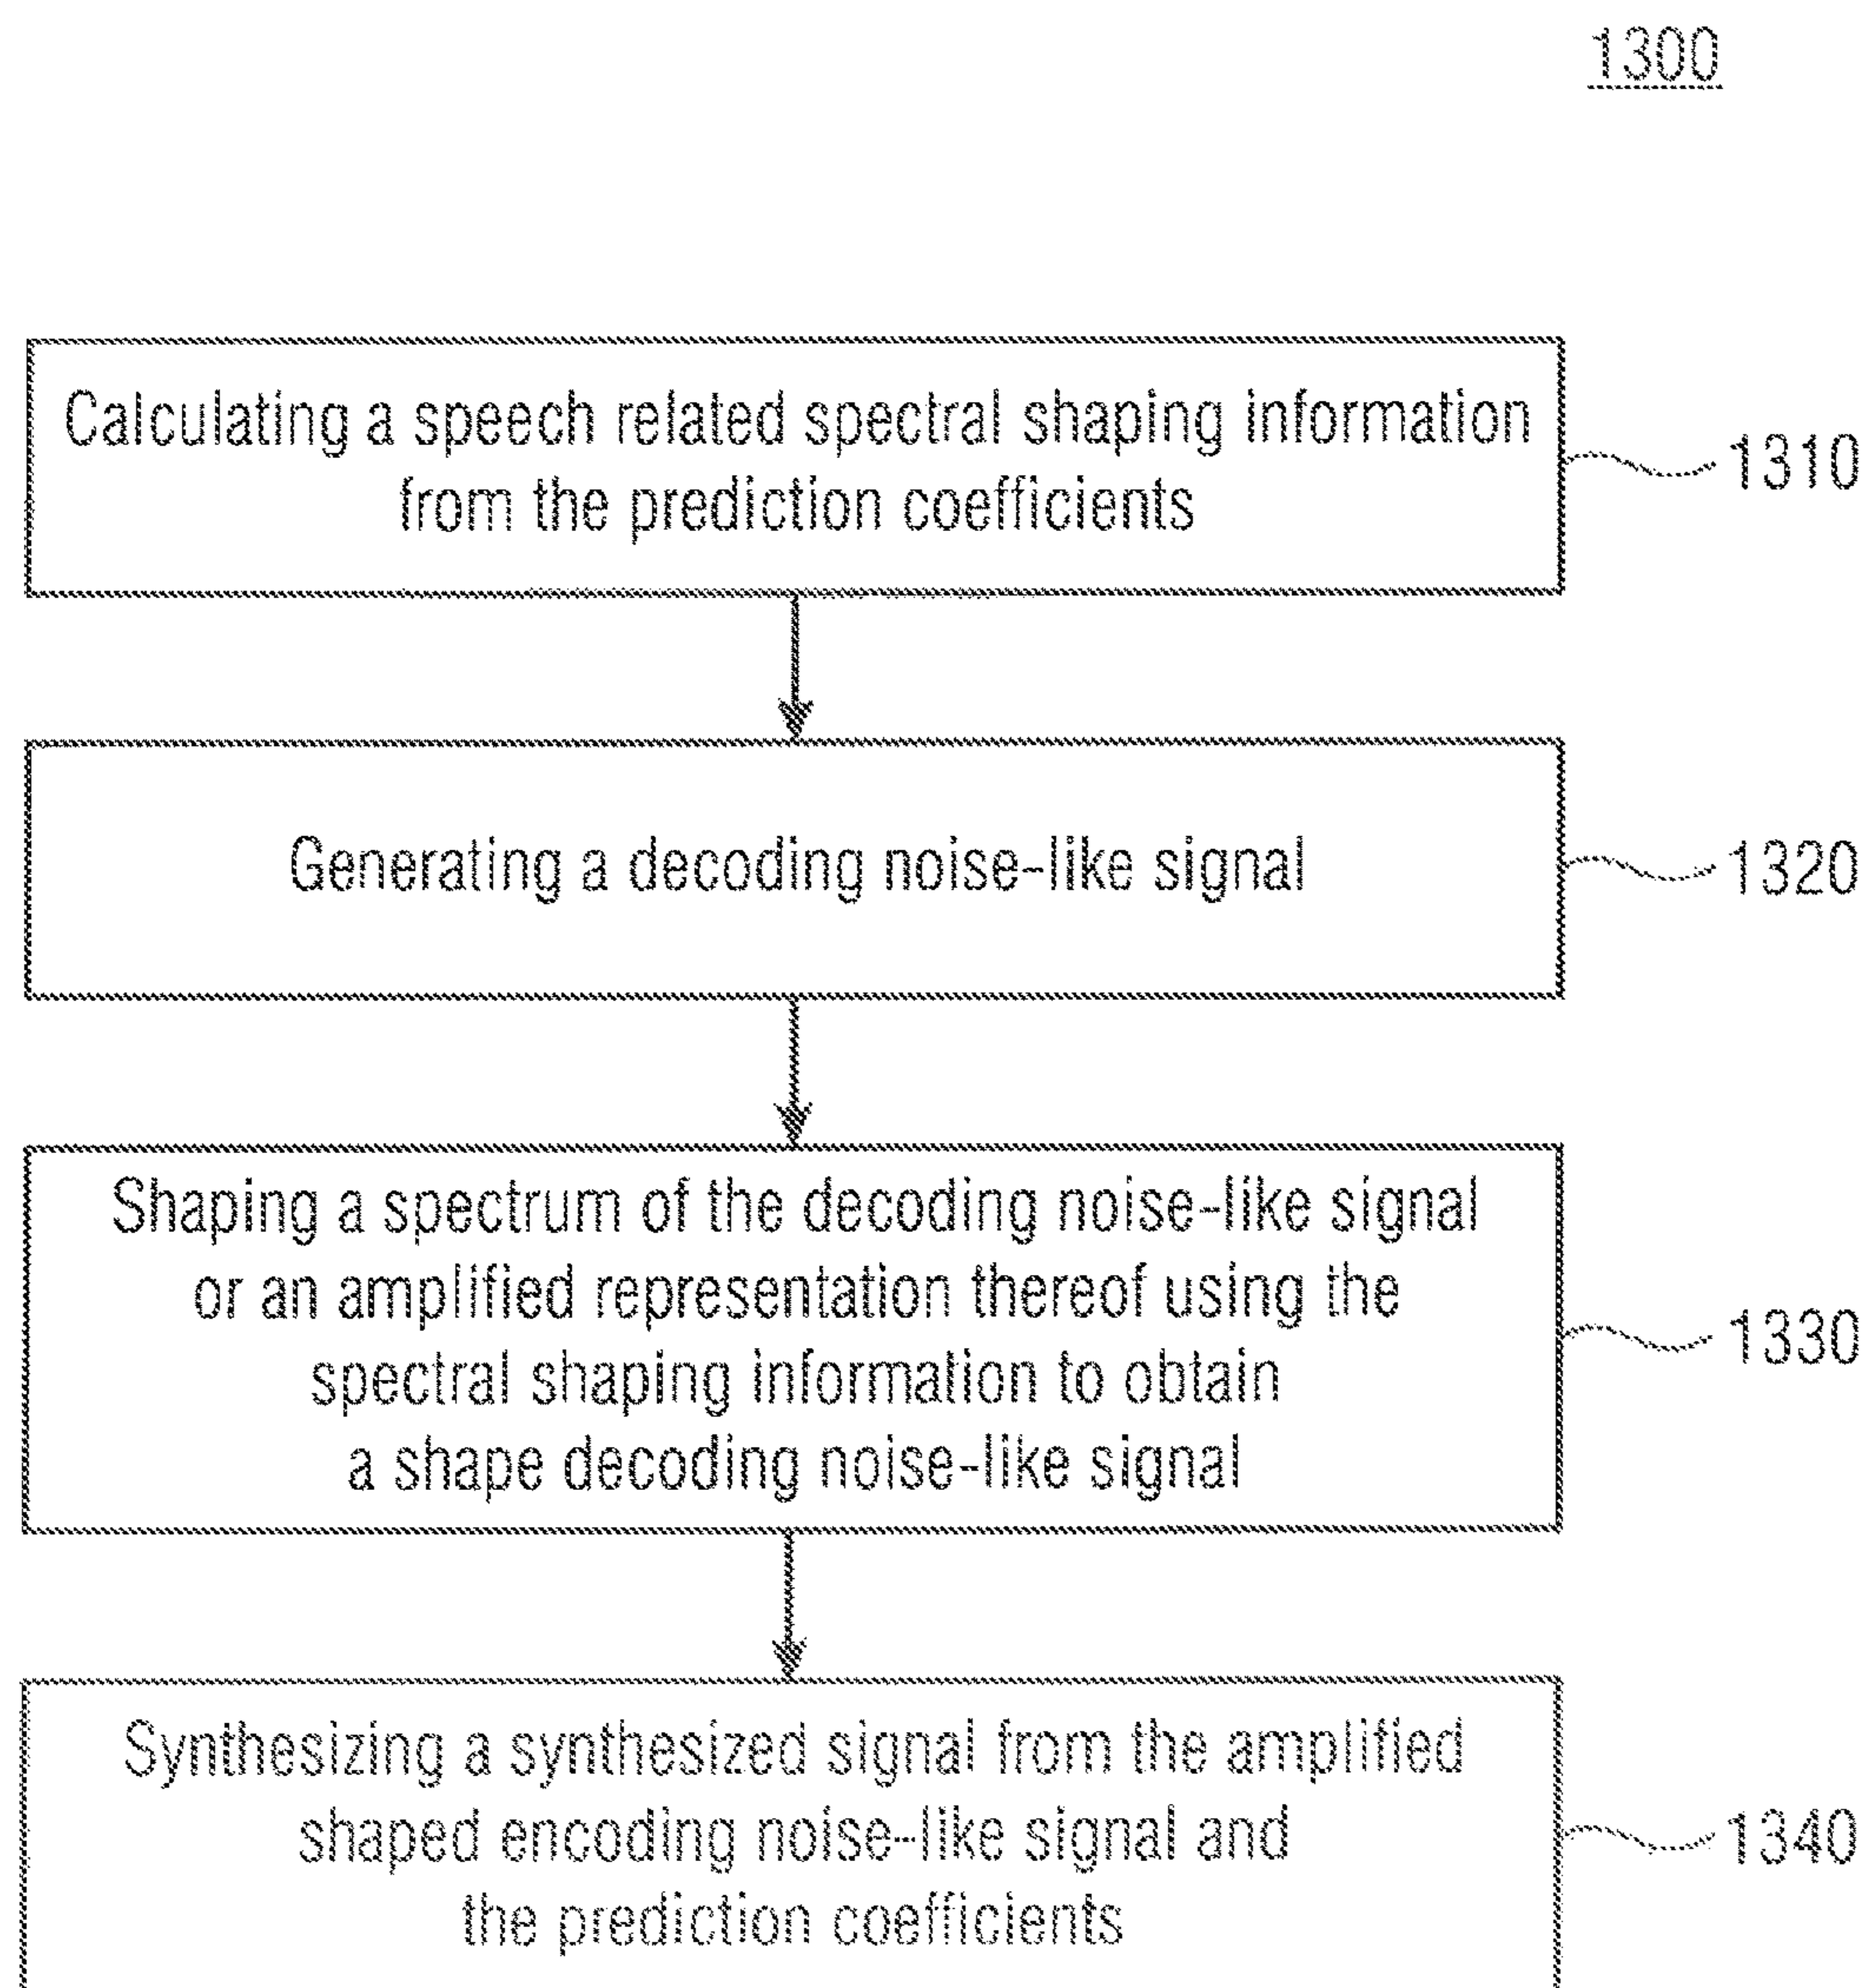 1300
Calculating a speech related spectral shaping information
from the prediction coefficients
1310
Generating a decoding noise-like signal
1320
Shaping a spectrum of the decoding noise-like signal
or an amplified representation thereof using the
spectral shaping information to obtain
a shape decoding noise-like signal
1330
Synthesizing a synthesized signal from the amplified
shaped encoding noise-like signal and
the prediction coefficients
1340